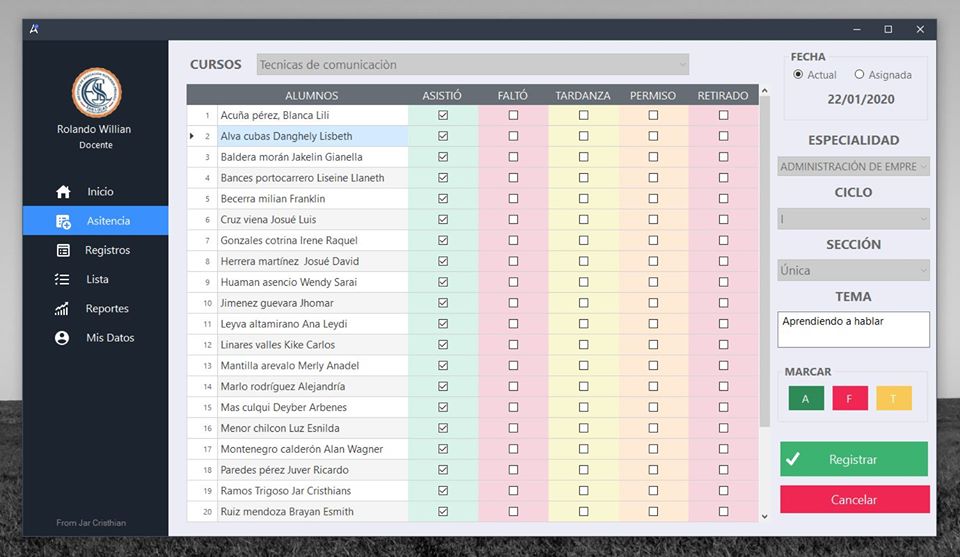 Rolando Willian
Docente
Inicio
Asitencia
Registros
Lista
Reportes
Mis Datos
From Jar Cristhian
CURSOS Tecnicas de comunicaciòn
ALUMNOS ASISTIÓ FALTÓ TARDANZA PERMISO RETIRADO
1 Acuña pérez, Blanca Lili
2 Alva cubas Danghely Lisbeth
3 Baldera morán Jakelin Gianella
4 Bances portocarrero Liseine Llaneth
5 Becerra milian Franklin
6 Cruz viena Josué Luis
7 Gonzales cotrina Irene Raquel
8 Herrera martínez Josué David
9 Huaman asencio Wendy Sarai
10 Jimenez guevara Jhomar
11 Leyva altamirano Ana Leydi
12 Linares valles Kike Carlos
13 Mantilla arevalo Merly Anadel
14 Marlo rodríguez Alejandría
15 Mas culqui Deyber Arbenes
16 Menor chilcon Luz Esnilda
17 Montenegro calderón Alan Wagner
18 Paredes pérez Juver Ricardo
19 Ramos Trigoso Jar Cristhians
20 Ruiz mendoza Brayan Esmith
FECHA
Actual Asignada
22/01/2020
ESPECIALIDAD
ADMINISTRACIÓN DE EMPRE
CICLO
I
SECCIÓN
Única
TEMA
Aprendiendo a hablar
MARCAR
A F T
Registrar
Cancelar